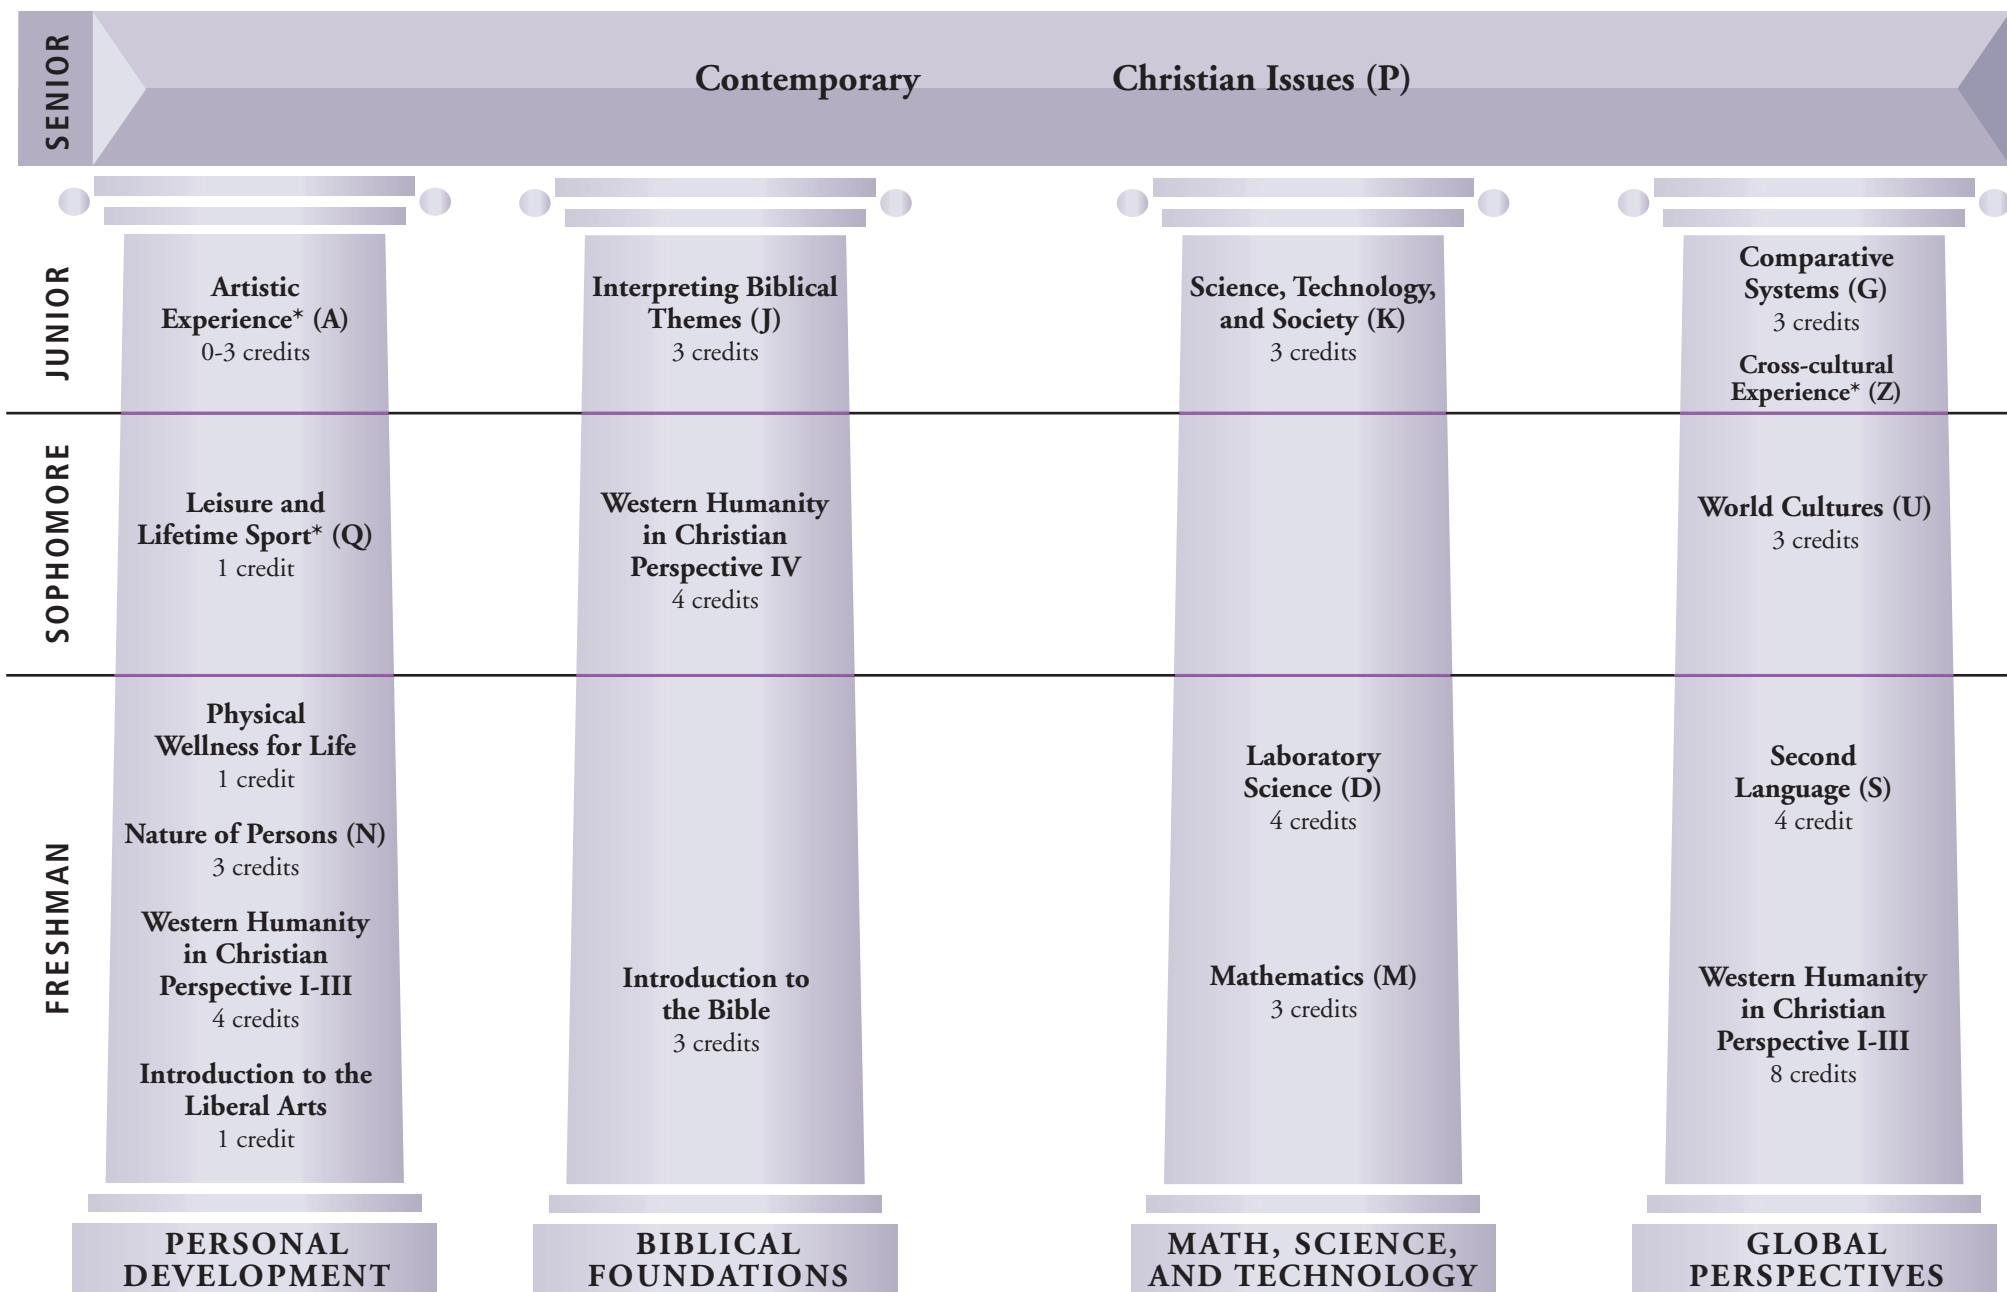 SENIOR
Contemporary Christian Issues (P)
JUNIOR
Artistic
Experience* (A)
0-3 credits
Interpreting Biblical
Themes (J)
3 credits
Science, Technology,
and Society (K)
3 credits
Comparative
Systems (G)
3 credits
Cross-cultural
Experience* (Z)
SOPHOMORE
Leisure and
Lifetime Sport* (Q)
1 credit
Western Humanity
in Christian
Perspective IV
4 credits
World Cultures (U)
3 credits
FRESHMAN
Physical
Wellness for Life
1 credit
Nature of Persons (N)
3 credits
Western Humanity
in Christian
Perspective I-III
4 credits
Introduction to the
Liberal Arts
1 credit
Introduction to
the Bible
3 credits
Laboratory
Science (D)
4 credits
Mathematics (M)
3 credits
Second
Language (S)
4 credit
Western Humanity
in Christian
Perspective I-III
8 credits
PERSONAL
DEVELOPMENT
BIBLICAL
FOUNDATIONS
MATH, SCIENCE,
AND TECHNOLOGY
GLOBAL
PERSPECTIVES